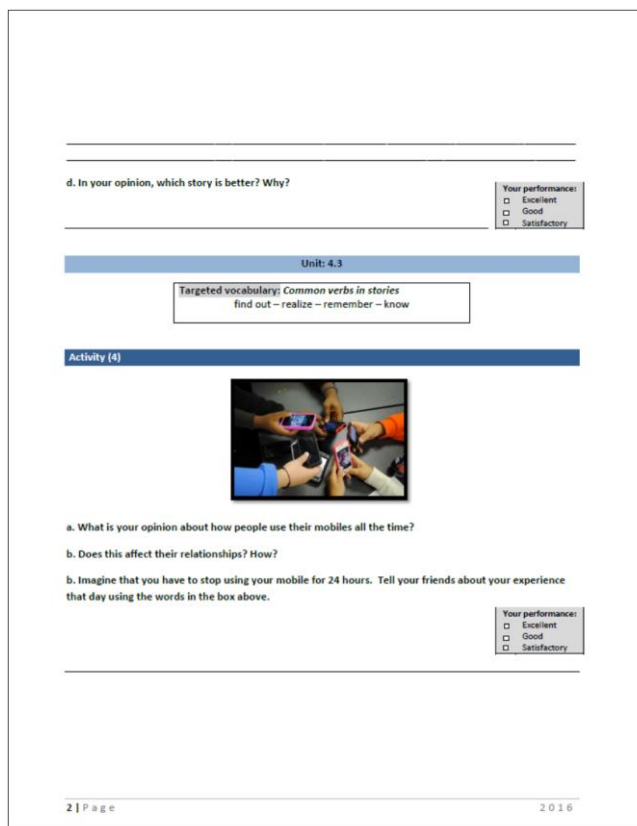 d. In your opinion, which story is better? Why?
Your performance:
Excellent
Good
Satisfactory
Unit: 4.3
Targeted vocabulary: Common verbs in stories
find out – realize – remember – know
Activity (4)
a. What is your opinion about how people use their mobiles all the time?
b. Does this affect their relationships? How?
b. Imagine that you have to stop using your mobile for 24 hours. Tell your friends about your experience
that day using the words in the box above.
Your performance:
Excellent
Good
Satisfactory
2 | Page
2016